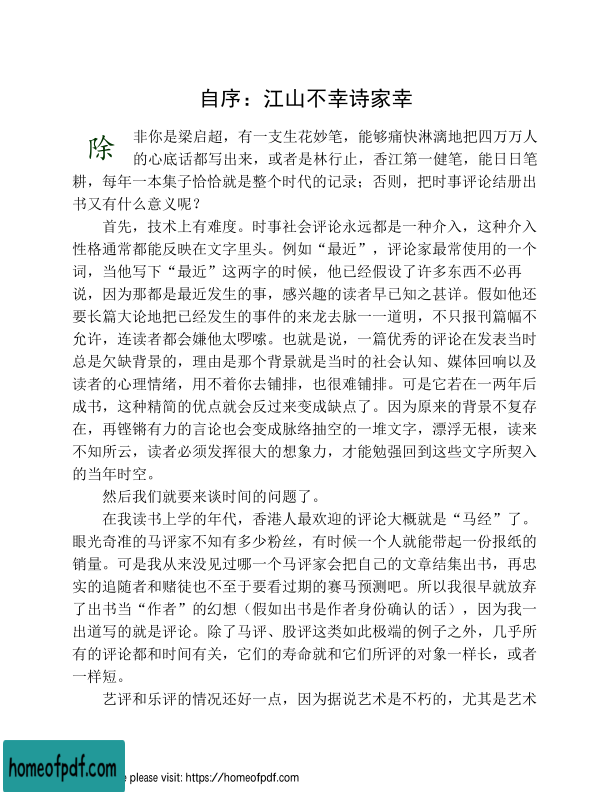 自序：江山不幸诗家幸
除非你是梁启超，有一支生花妙笔，能够痛快淋漓地把四万万人
的心底话都写出来，或者是林行止，香江第一健笔，能日日笔
耕，每年一本集子恰恰就是整个时代的记录；否则，把时事评论结册出
书又有什么意义呢？
首先，技术上有难度。时事社会评论永远都是一种介入，这种介入
性格通常都能反映在文字里头。例如“最近”，评论家最常使用的一个
词，当他写下“最近”这两字的时候，他已经假设了许多东西不必再
说，因为那都是最近发生的事，感兴趣的读者早已知之甚详。假如他还
要长篇大论地把已经发生的事件的来龙去脉一一道明，不只报刊篇幅不
允许，连读者都会嫌他太啰嗦。也就是说，一篇优秀的评论在发表当时
总是欠缺背景的，理由是那个背景就是当时的社会认知、媒体回响以及
读者的心理情绪，用不着你去铺排，也很难铺排。可是它若在一两年后
成书，这种精简的优点就会反过来变成缺点了。因为原来的背景不复存
在，再铿锵有力的言论也会变成脉络抽空的一堆文字，漂浮无根，读来
不知所云，读者必须发挥很大的想象力，才能勉强回到这些文字所契入
的当年时空。
然后我们就要来谈时间的问题了。
在我读书上学的年代，香港人最欢迎的评论大概就是“马经”了。
眼光奇准的马评家不知有多少粉丝，有时候一个人就能带起一份报纸的
销量。可是我从来没见过哪一个马评家会把自己的文章结集出书，再忠
实的追随者和赌徒也不至于要看过期的赛马预测吧。所以我很早就放弃
了出书当“作者”的幻想（假如出书是作者身份确认的话），因为我一
出道写的就是评论。除了马评、股评这类如此极端的例子之外，几乎所
有的评论都和时间有关，它们的寿命就和它们所评的对象一样长，或者
一样短。
艺评和乐评的情况还好一点，因为据说艺术是不朽的，尤其是艺术
homeofpdf.com
e please visit: https://homeofpdf.com